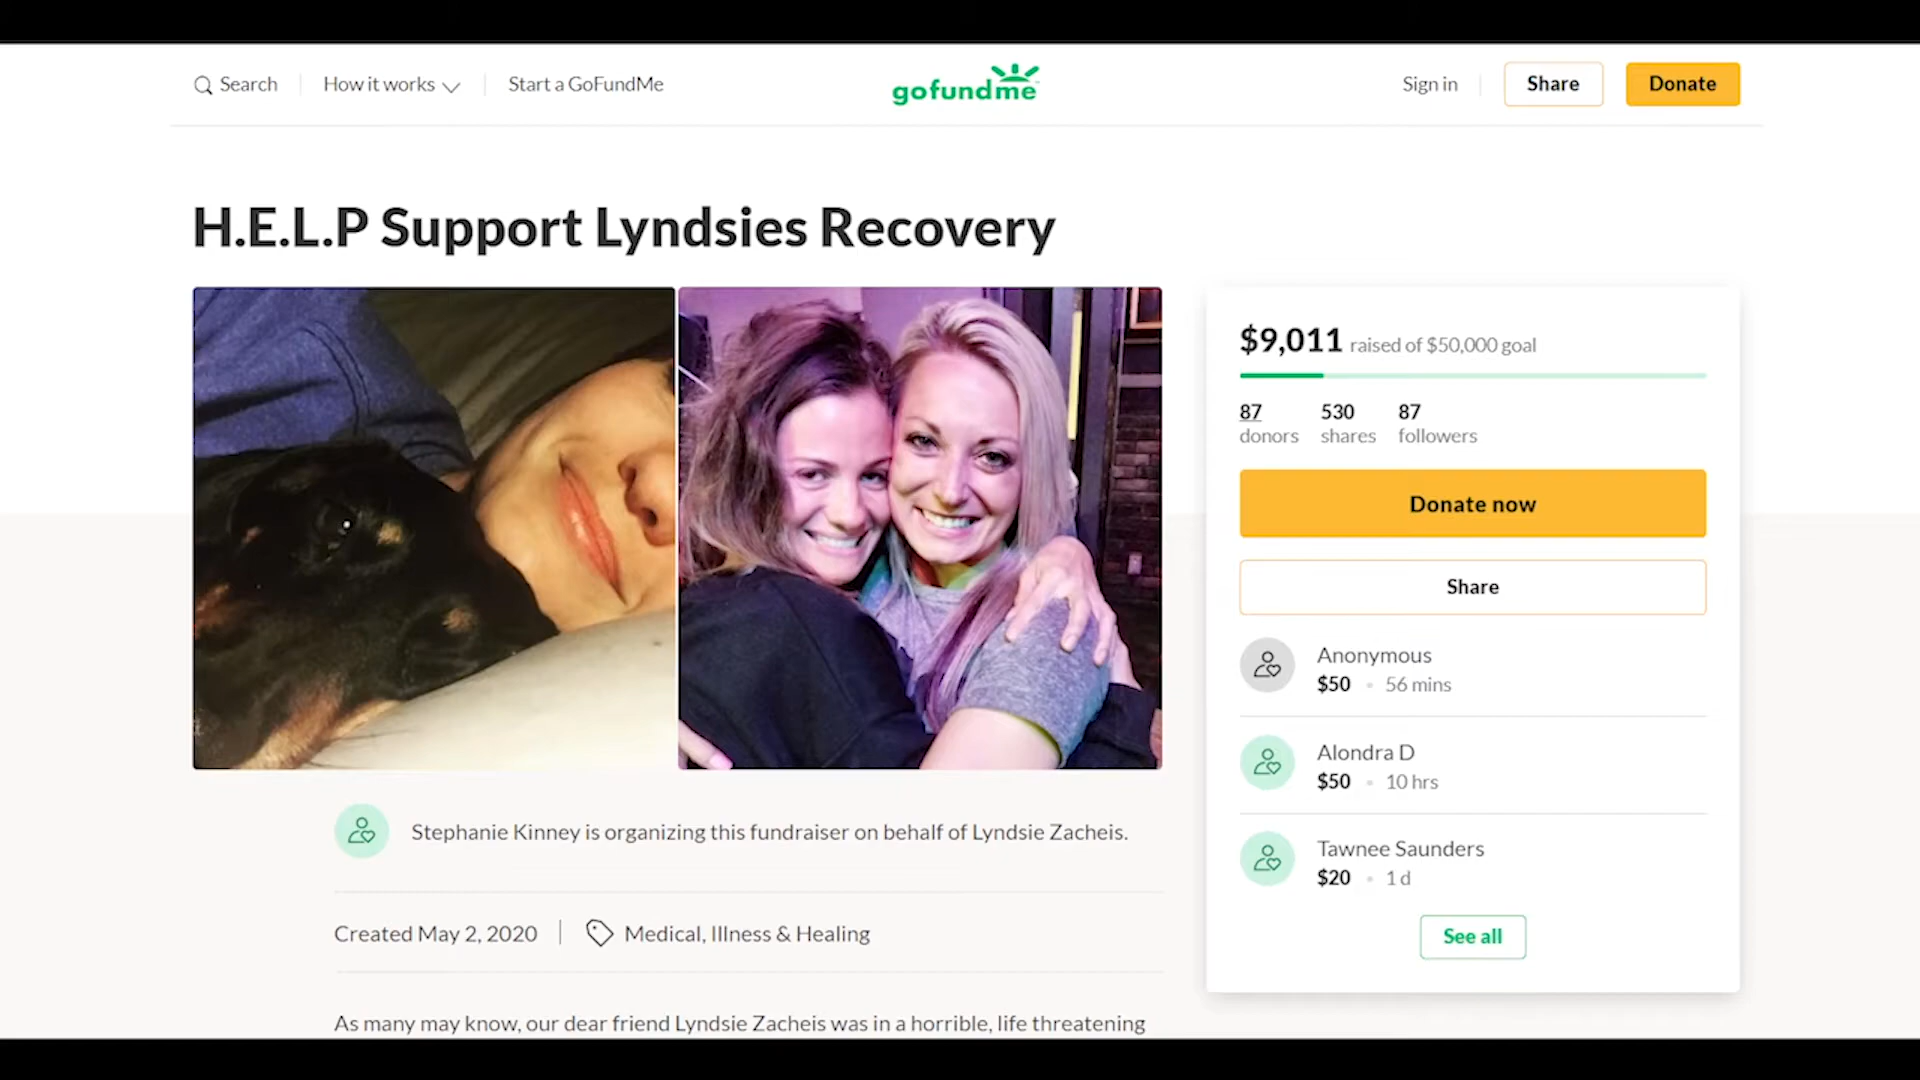 Search
How it works
Start a GoFundMe
gofundme
Sign in
Share
Donate
H.E.L.P Support Lyndsies Recovery
$9,011 raised of $50,000 goal
87 530 87
donors shares followers
Donate now
Share
Anonymous
$50 • 56 mins
Alondra D
$50 • 10 hrs
Tawnee Saunders
$20 • 1 d
See all
Stephanie Kinney is organizing this fundraiser on behalf of Lyndsie Zacheis.
Created May 2, 2020
Medical, Illness & Healing
As many may know, our dear friend Lyndsie Zacheis was in a horrible, life threatening